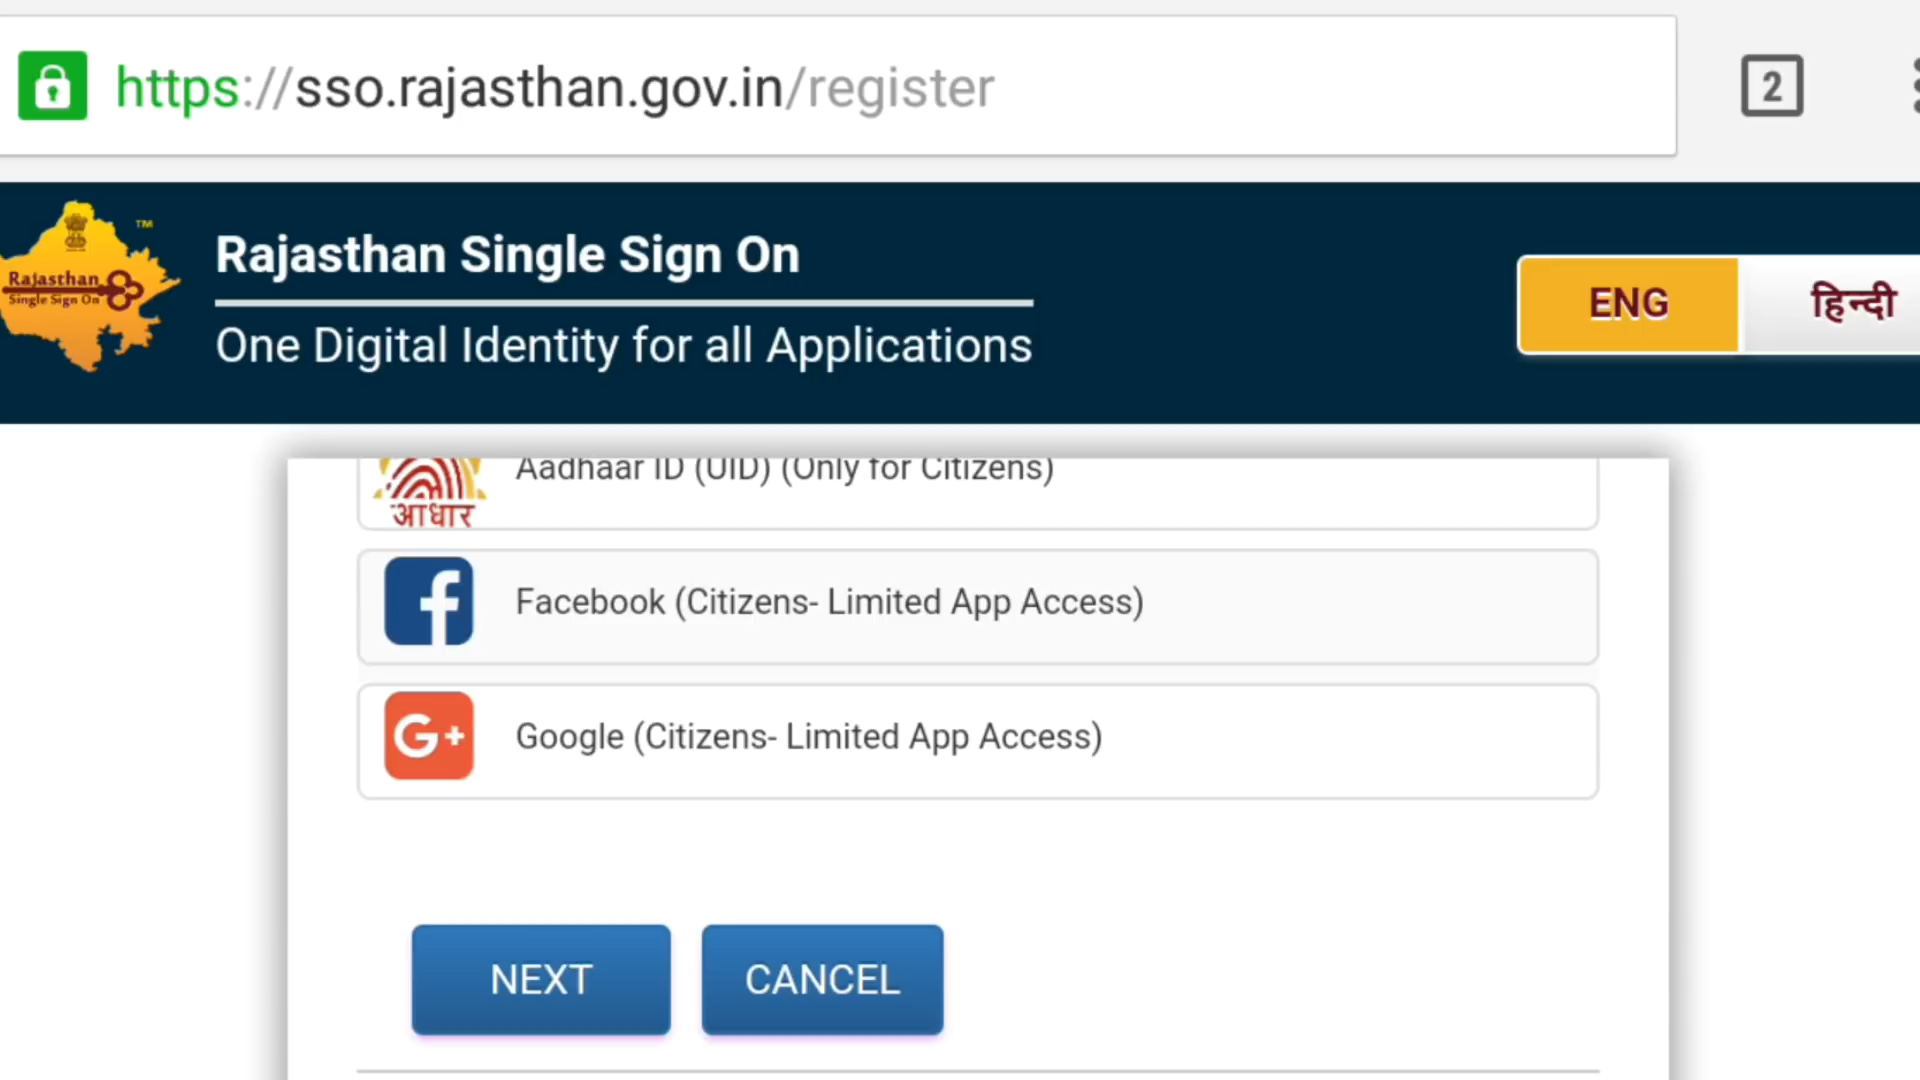 https://sso.rajasthan.gov.in/register
2
TM
Rajasthan
Single Sign On
Rajasthan Single Sign On
One Digital Identity for all Applications
ENG
हिन्दी
Aadhaar ID (UID) (Only for Citizens)
आधार
Facebook (Citizens- Limited App Access)
G+
Google (Citizens- Limited App Access)
NEXT
CANCEL